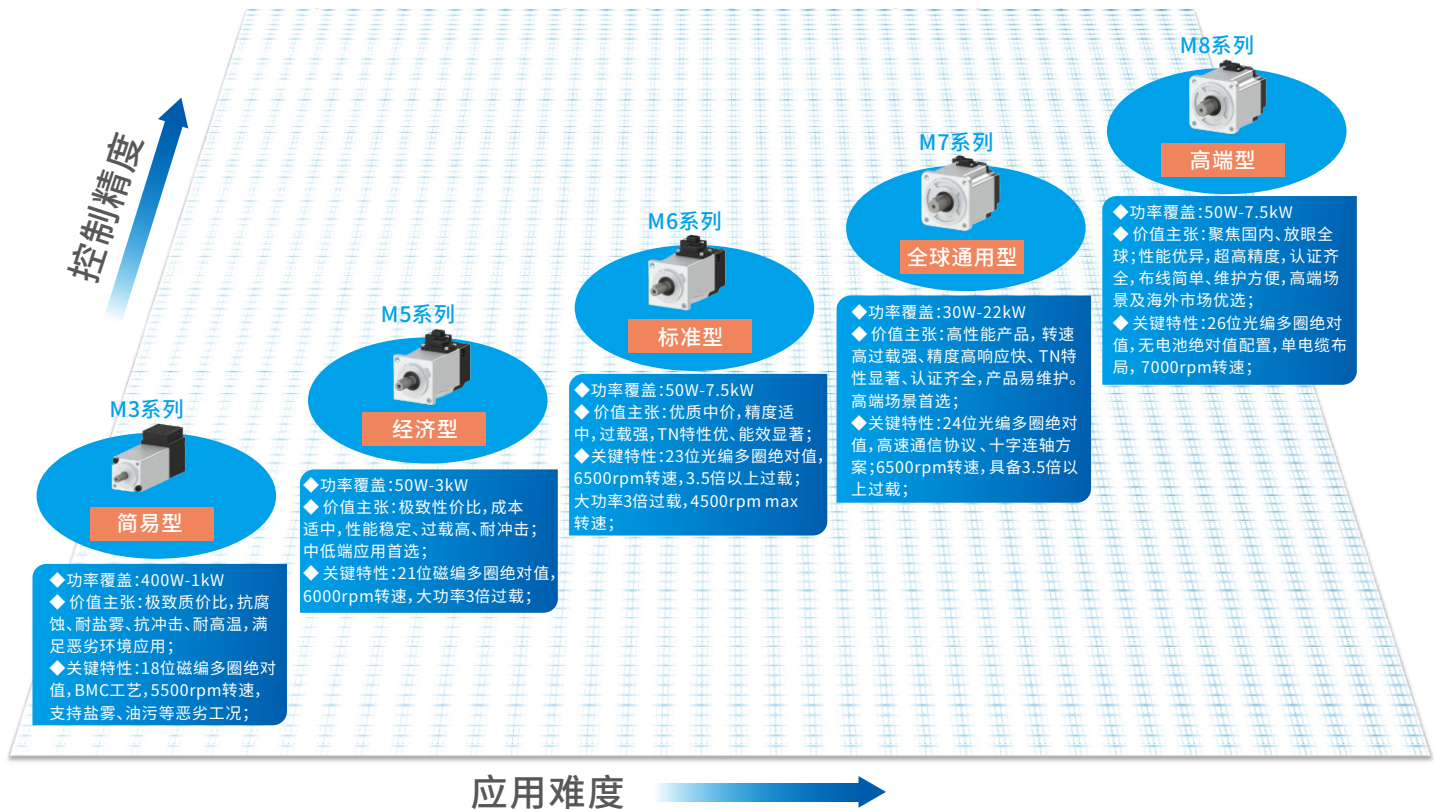 控制精度
M3系列
简易型
◆功率覆盖:400W-1kW
◆ 价值主张:极致质价比,抗腐
蚀、耐盐雾、抗冲击、耐高温,满
足恶劣环境应用;
◆关键特性:18位磁编多圈绝对
值,BMC工艺,5500rpm转速,
支持盐雾、油污等恶劣工况;
M5系列
经济型
◆功率覆盖:50W-3kW
◆ 价值主张:极致性价比,成本
适中,性能稳定、过载高、耐冲击;
中低端应用首选;
◆ 关键特性:21位磁编多圈绝对值,
6000rpm转速,大功率3倍过载;
M6系列
标准型
◆功率覆盖:50W-7.5kW
◆ 价值主张:优质中价,精度适
中,过载强,TN特性优、能效显著;
◆关键特性:23位光编多圈绝对值,
6500rpm转速,3.5倍以上过载;
大功率3倍过载,4500rpm max
转速;
M7系列
全球通用型
◆功率覆盖:30W-22kW
◆ 价值主张:高性能产品, 转速
高过载强、精度高响应快、TN特
性显著、认证齐全,产品易维护。
高端场景首选;
◆关键特性:24位光编多圈绝对
值,高速通信协议、十字连轴方
案;6500rpm转速,具备3.5倍以
上过载;
M8系列
高端型
◆功率覆盖:50W-7.5kW
◆ 价值主张:聚焦国内、放眼全
球;性能优异,超高精度,认证齐
全,布线简单、维护方便,高端场
景及海外市场优选;
◆ 关键特性:26位光编多圈绝对
值,无电池绝对值配置,单电缆布
局, 7000rpm转速;
应用难度